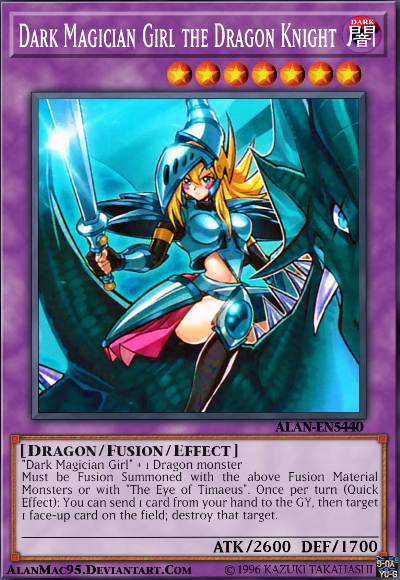 Dark Magician Girl the Dragon Knight
DARK
闇
ALAN-EN5440
[Dragon/Fusion/Effect]
"Dark Magician Girl" + 1 Dragon monster
Must be Fusion Summoned with the above Fusion Material
Monsters or with "The Eye of Timaeus". Once per turn (Quick
Effect): You can send 1 card from your hand to the GY, then target
1 face-up card on the field; destroy that target.
ATK/2600 DEF/1700
AlanMac95.Deviantart.Com
©1996 KAZUKI TAKAHASHI